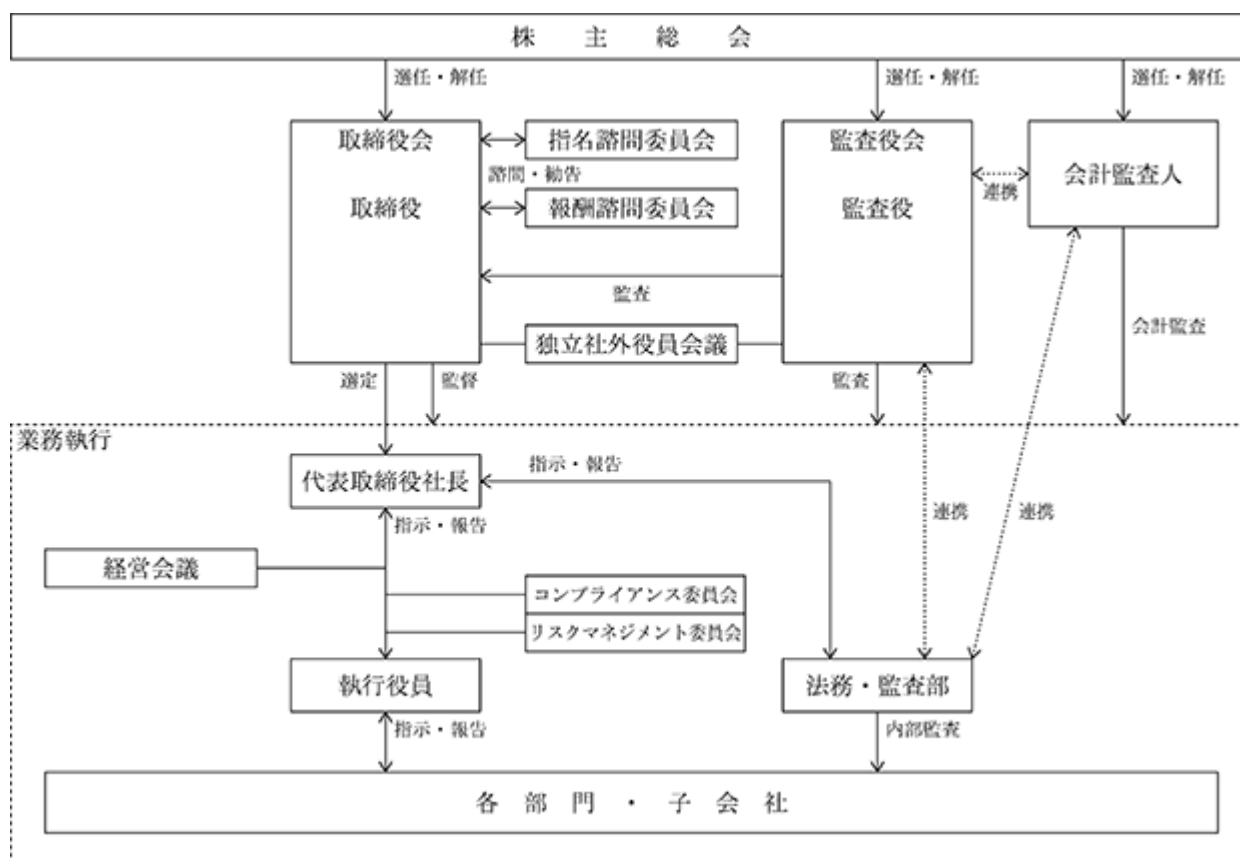 株主総会
選任・解任
選任・解任
選任・解任
取締役会
指名諮問委員会
監査役会
会計監査人
諮問・勧告
連携
取締役
報酬諮問委員会
監査役
監査
独立社外役員会議
会計監査
選定
監督
監査
業務執行
代表取締役社長
指示・報告
指示・報告
連携
連携
経営会議
コンプライアンス委員会
リスクマネジメント委員会
執行役員
法務・監査部
指示・報告
内部監査
各部門・子会社